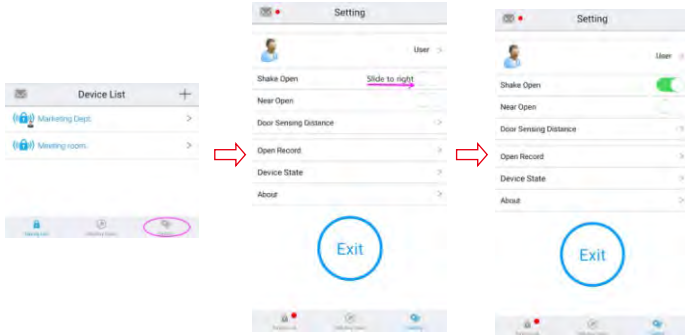 Device List
Marketing Dept.
Meeting room.
Setting
User
Shake Open
Slide to right
Near Open
Door Sensing Distance
Open Record
Device State
About
Exit
Setting
User
Shake Open
Near Open
Door Sensing Distance
Open Record
Device State
About
Exit